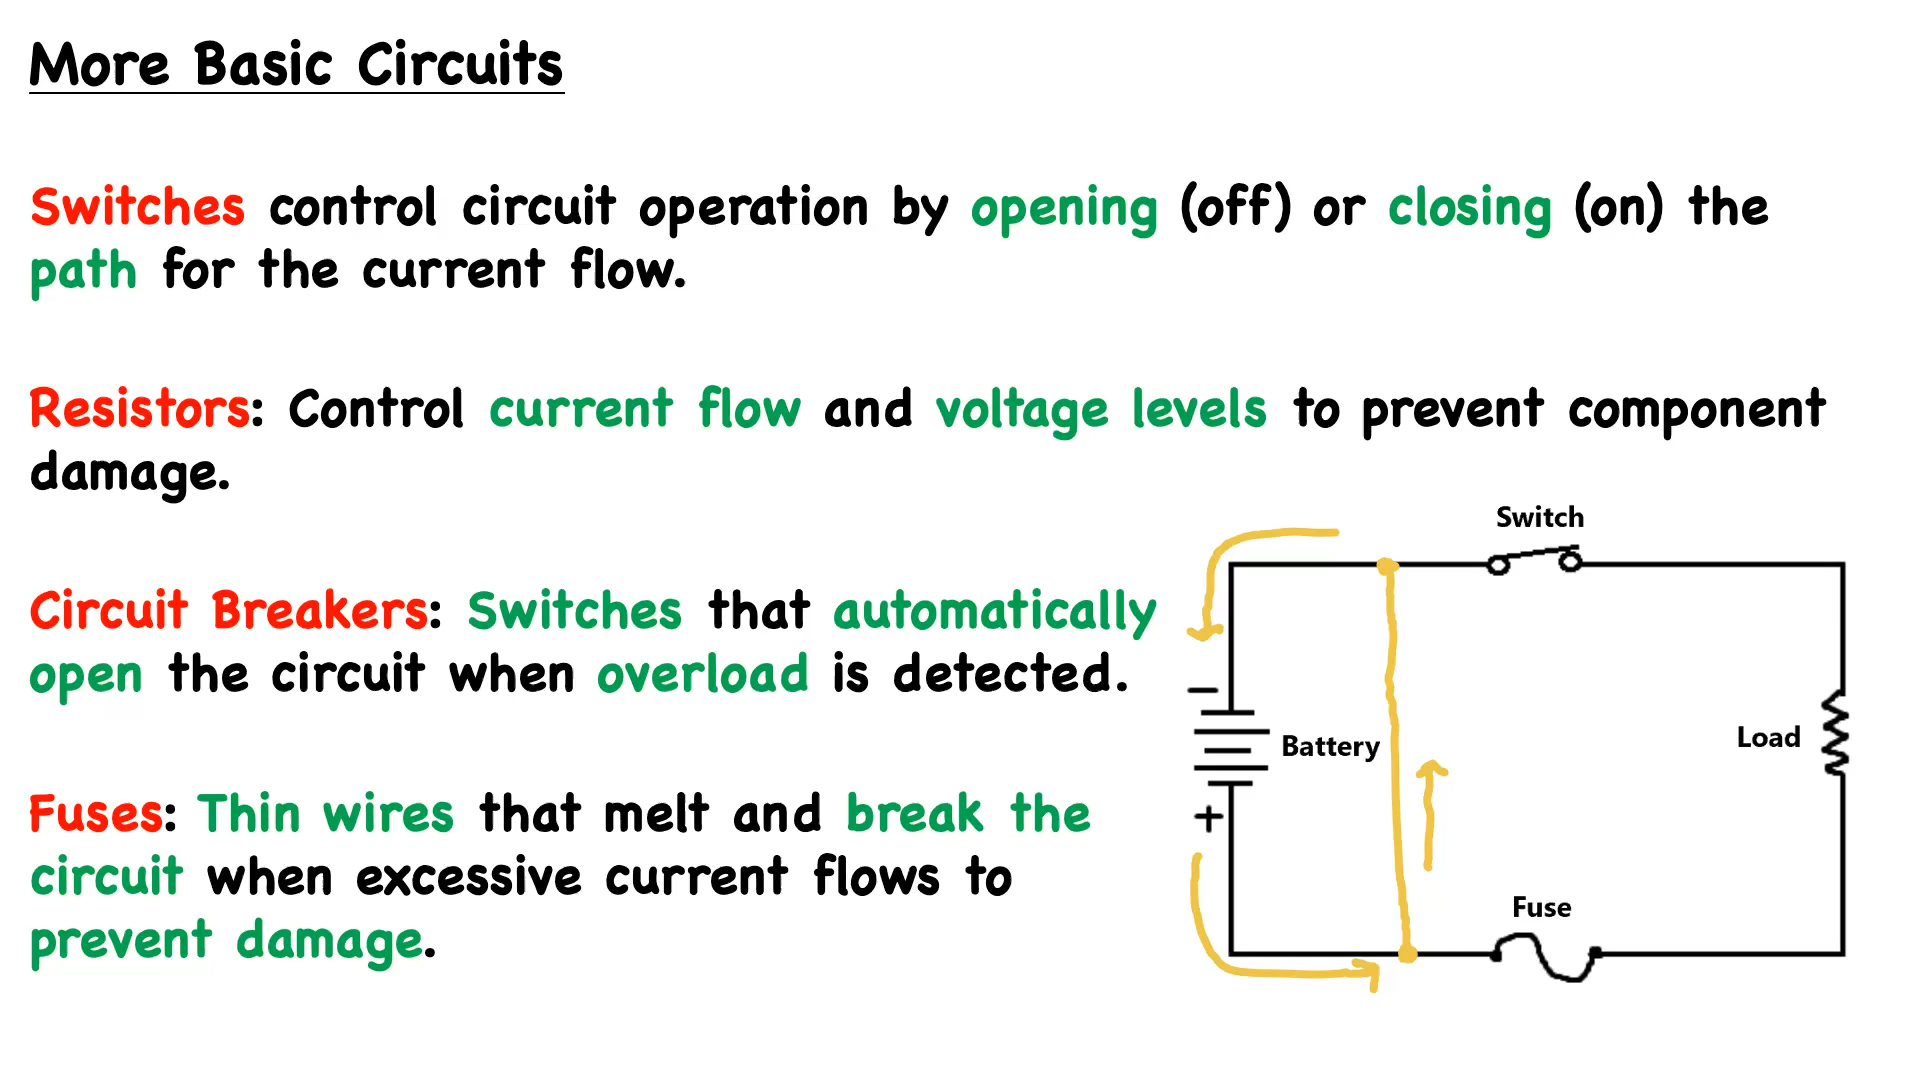 More Basic Circuits
Switches control circuit operation by opening (off) or closing (on) the
path for the current flow.
Resistors: Control current flow and voltage levels to prevent component
damage.
Circuit Breakers: Switches that automatically
open the circuit when overload is detected.
Fuses: Thin wires that melt and break the
circuit when excessive current flows to
prevent damage.
Switch
−
Battery
+
Load
Fuse